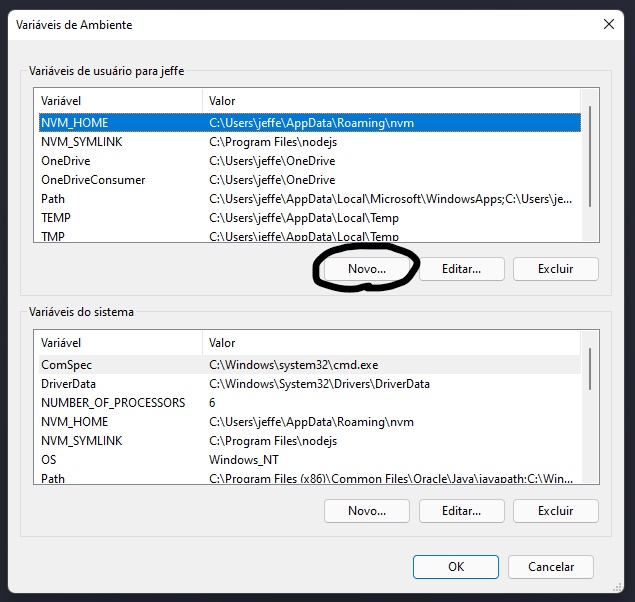 Variáveis de Ambiente
Variáveis de usuário para jeffe
Variável Valor
NVM_HOME C:\Users\jeffe\AppData\Roaming\nvm
NVM_SYMLINK C:\Program Files\nodejs
OneDrive C:\Users\jeffe\OneDrive
OneDriveConsumer C:\Users\jeffe\OneDrive
Path C:\Users\jeffe\AppData\Local\Microsoft\WindowsApps;C:\Users\je...
TEMP C:\Users\jeffe\AppData\Local\Temp
TMP C:\Users\jeffe\AppData\Local\Temp
Novo... Editar... Excluir
Variáveis do sistema
Variável Valor
ComSpec C:\Windows\system32\cmd.exe
DriverData C:\Windows\System32\Drivers\DriverData
NUMBER_OF_PROCESSORS 6
NVM_HOME C:\Users\jeffe\AppData\Roaming\nvm
NVM_SYMLINK C:\Program Files\nodejs
OS Windows_NT
Path C:\Program Files (x86)\Common Files\Oracle\Java\javapath;C:\Win...
Novo... Editar... Excluir
OK Cancelar